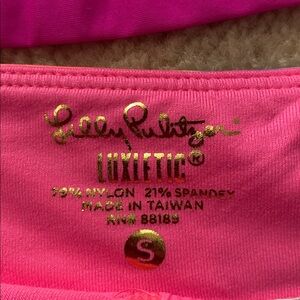 Lilly Pulitzer®
LUXLETIC®
79% NYLON 21% SPANDEX
MADE IN TAIWAN
RN# 88189
S